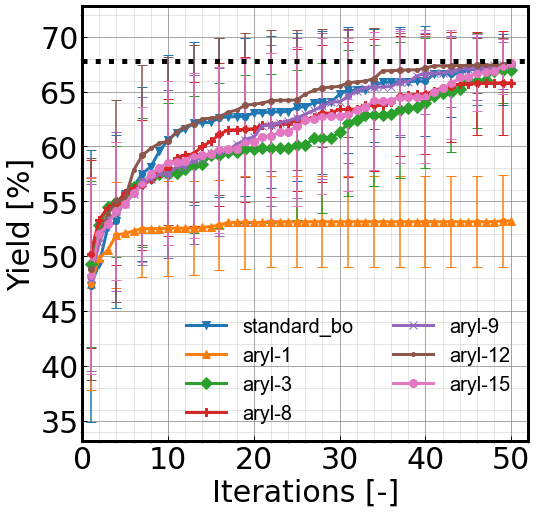 Yield [%]
70
65
60
55
50
45
40
35
standard_bo
aryl-1
aryl-3
aryl-8
aryl-9
aryl-12
aryl-15
0 10 20 30 40 50
Iterations [-]